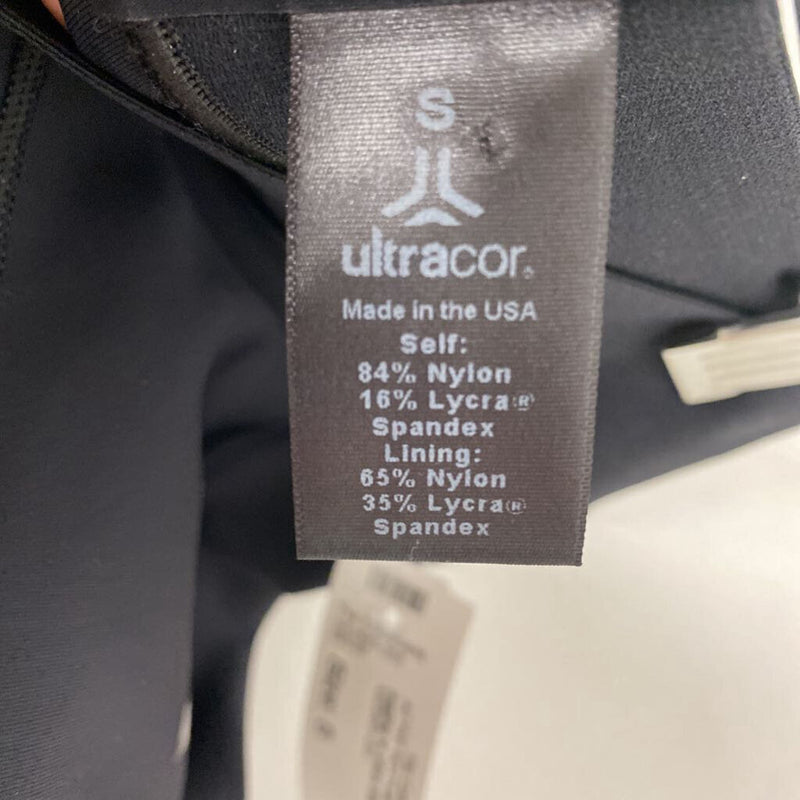 S
ultracor®
Made in the USA
Self:
84% Nylon
16% Lycra®
Spandex
Lining:
65% Nylon
35% Lycra®
Spandex